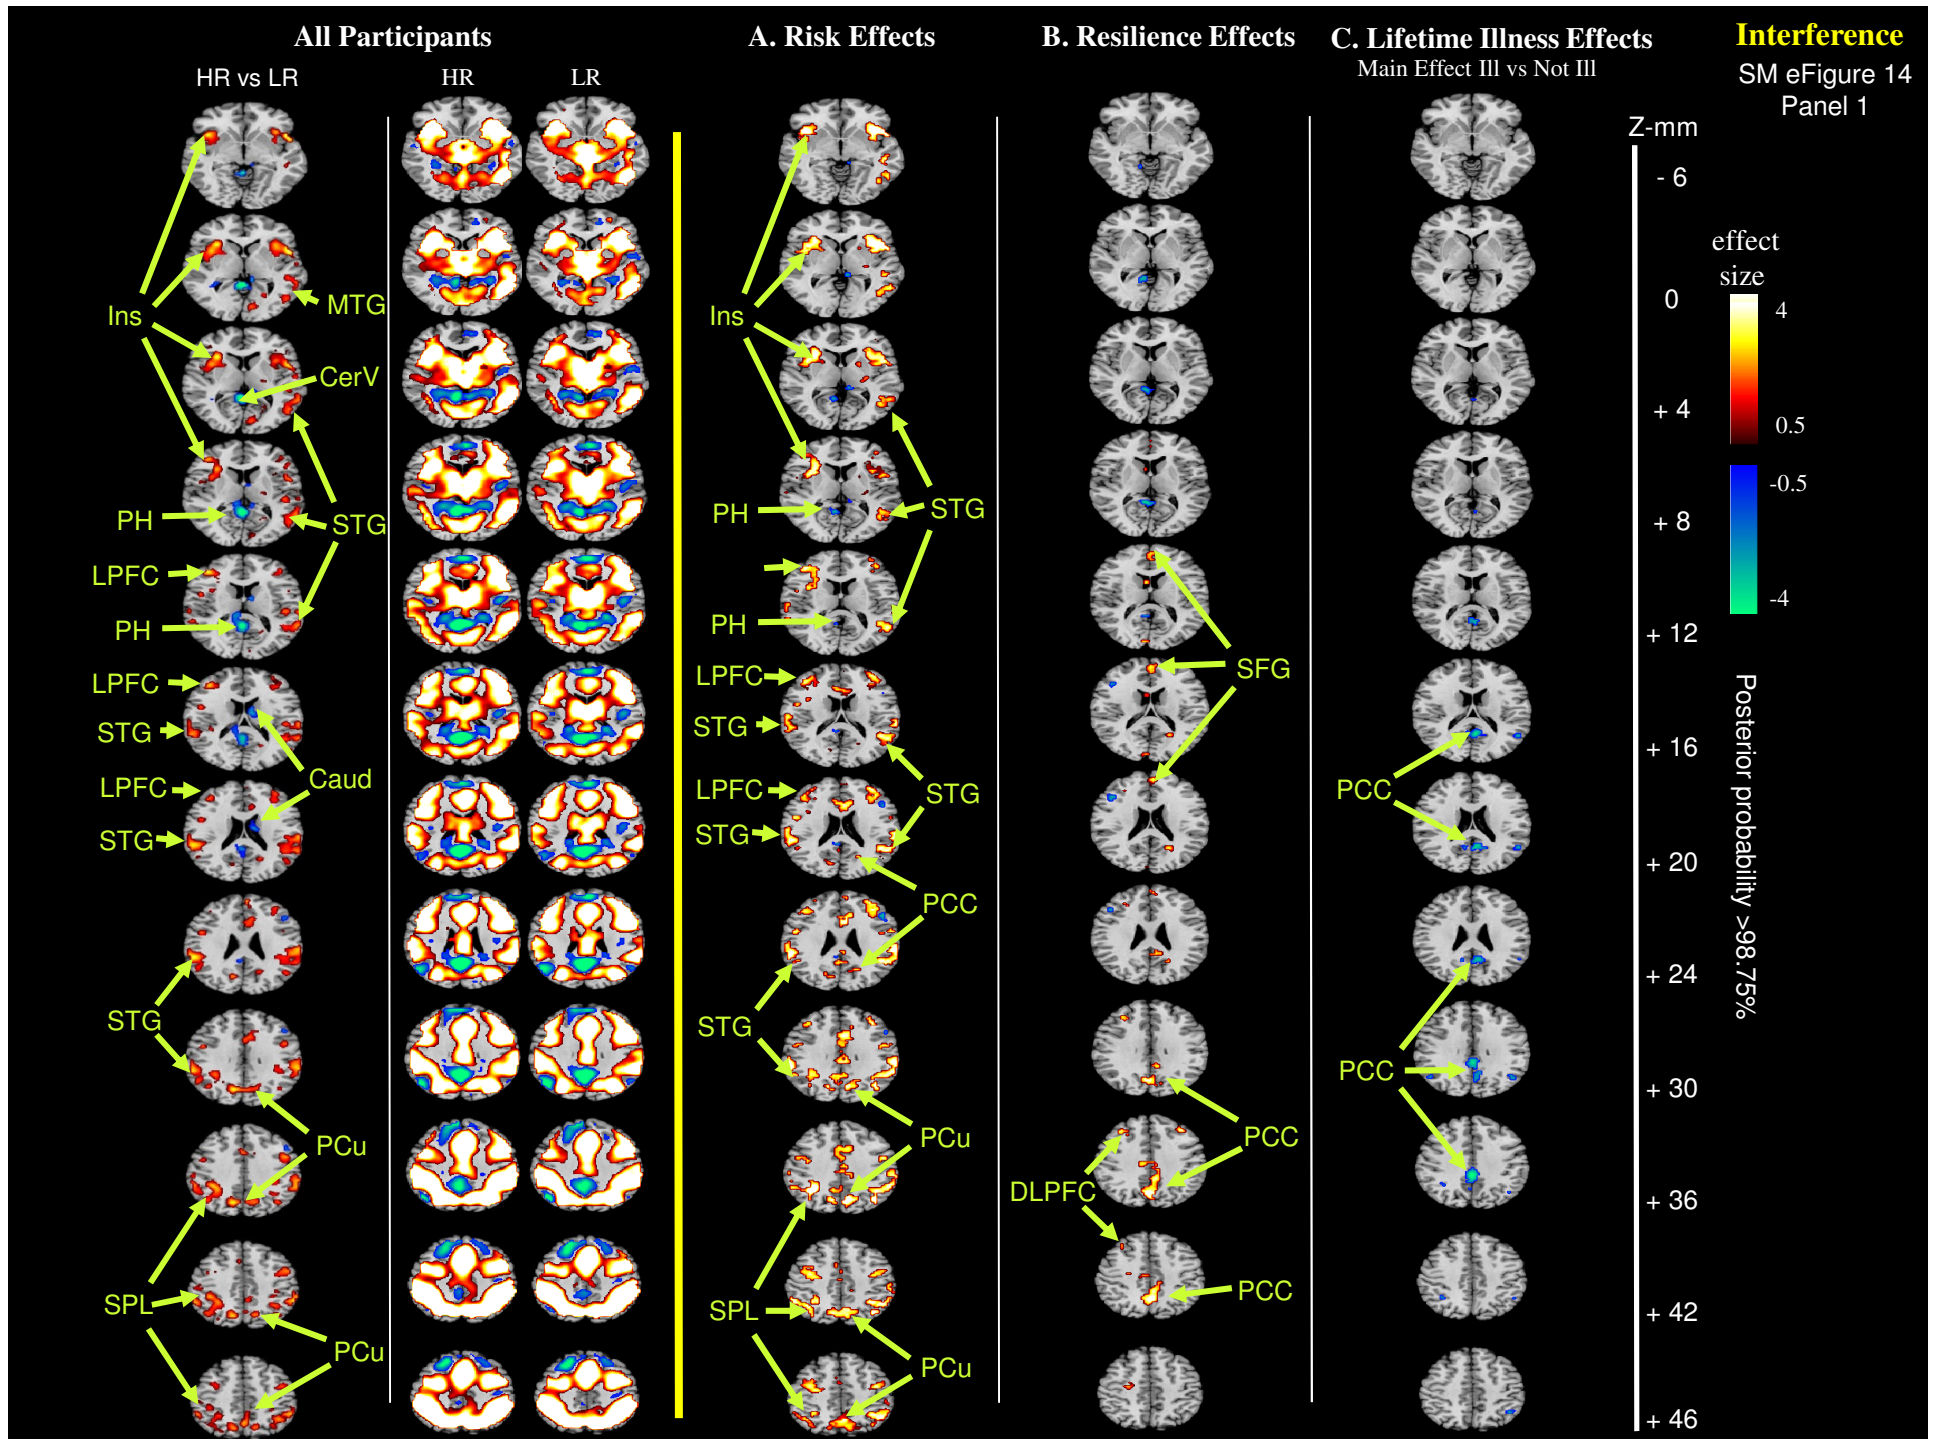 All Participants
A. Risk Effects
B. Resilience Effects
C. Lifetime Illness Effects
Main Effect Ill vs Not Ill
Interference
SM eFigure 14
Panel 1
HR vs LR
HR
LR
Ins
MTG
CerV
PH
STG
LPFC
PH
LPFC
STG
Caud
LPFC
STG
STG
PCu
SPL
PCu
Ins
PH
STG
PH
LPFC
STG
LPFC
STG
STG
PCC
STG
PCu
SPL
PCu
SFG
PCC
DLPFC
PCC
PCC
PCC
Z-mm
- 6
0
+ 4
+ 8
+ 12
+ 16
+ 20
+ 24
+ 30
+ 36
+ 42
+ 46
effect
size
4
0.5
-0.5
-4
Posterior probability >98.75%